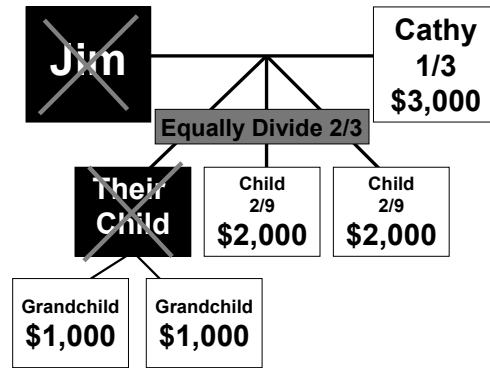 Jim
Cathy
1/3
$3,000
Equally Divide 2/3
Their
Child
Child
2/9
$2,000
Child
2/9
$2,000
Grandchild
$1,000
Grandchild
$1,000